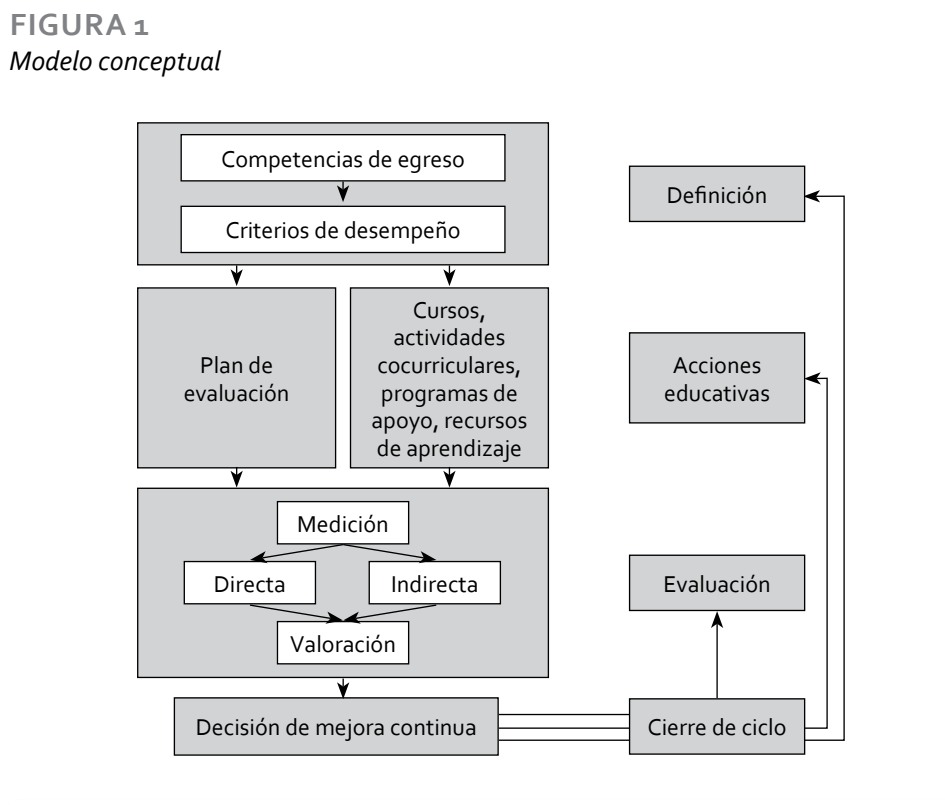 FIGURA 1
Modelo conceptual
Competencias de egreso
Criterios de desempeño
Definición
Plan de
evaluación
Cursos,
actividades
cocurriculares,
programas de
apoyo, recursos
de aprendizaje
Acciones
educativas
Medición
Directa
Indirecta
Valoración
Evaluación
Decisión de mejora continua
Cierre de ciclo